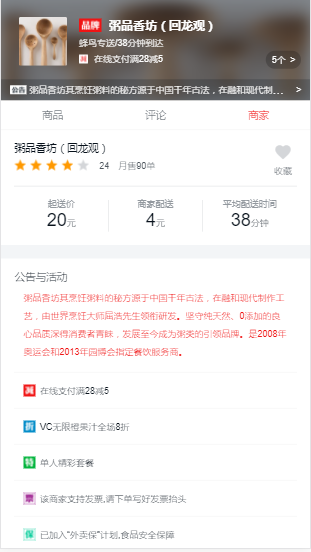 品牌 粥品香坊（回龙观）
蜂鸟专送/38分钟到达
减 在线支付满28减5
5个 >
公告 粥品香坊其烹饪粥料的秘方源于中国千年古法，在融和现代制作... >
商品 评论 商家
粥品香坊（回龙观）
24 月售90单
收藏
起送价 商家配送 平均配送时间
20元 4元 38分钟
公告与活动
粥品香坊其烹饪粥料的秘方源于中国千年古法，在融和现代制作工
艺，由世界烹饪大师屈浩先生领衔研发。坚守纯天然、0添加的良
心品质深得消费者青睐，发展至今成为粥类的引领品牌。是2008年
奥运会和2013年园博会指定餐饮服务商。
减 在线支付满28减5
折 VC无限橙果汁全场8折
特 单人精彩套餐
票 该商家支持发票,请下单写好发票抬头
保 已加入“外卖保”计划,食品安全保障